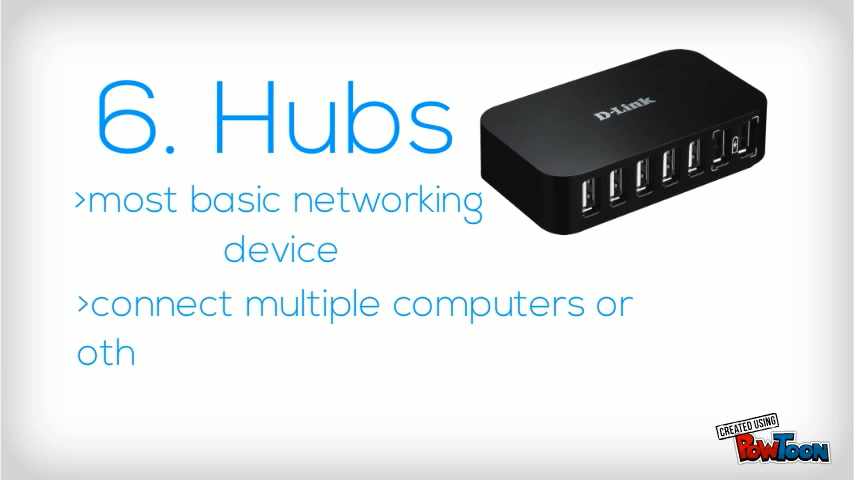 6. Hubs
D-Link
>most basic networking
device
>connect multiple computers or
oth
CREATED USING
POWTOON